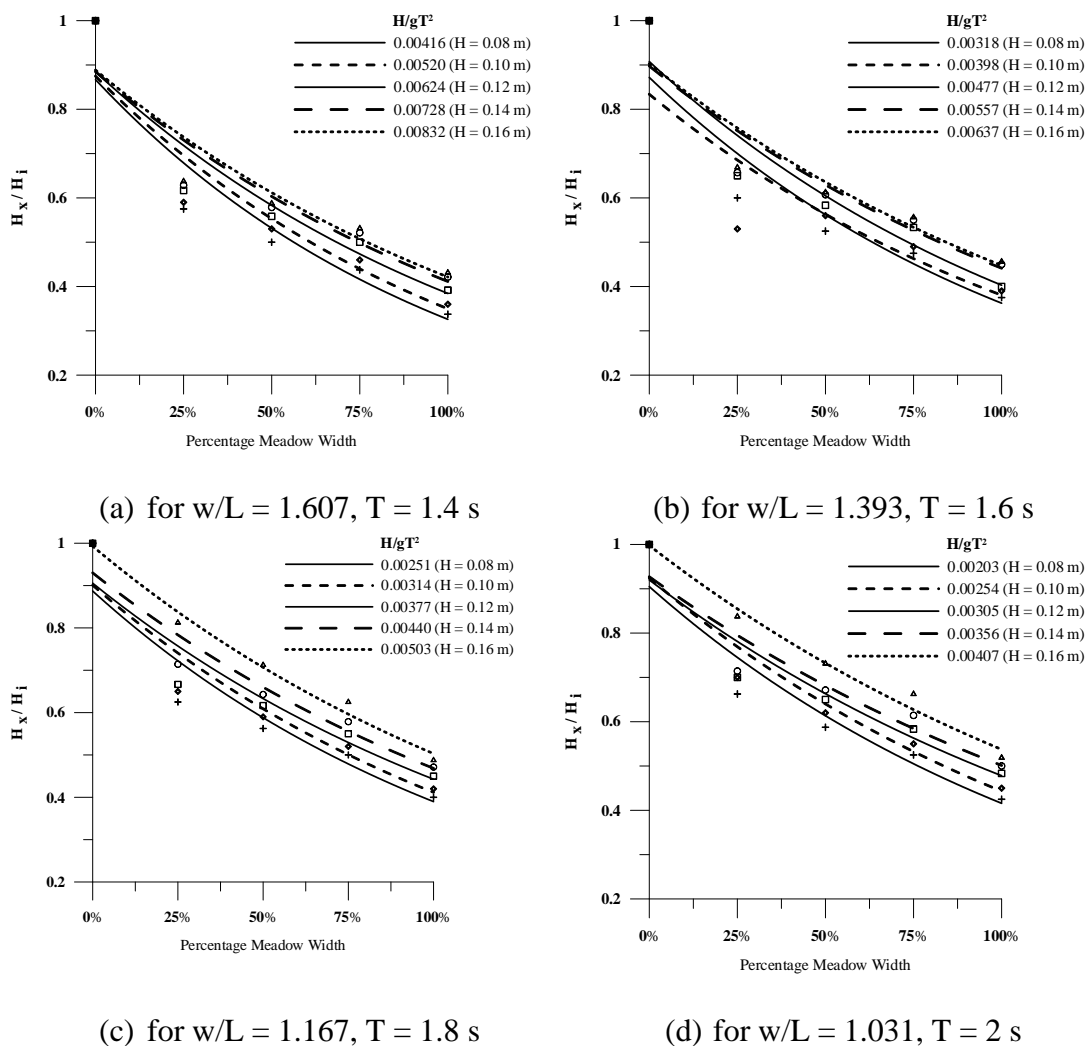 H/gT²
0.00416 (H = 0.08 m)
0.00520 (H = 0.10 m)
0.00624 (H = 0.12 m)
0.00728 (H = 0.14 m)
0.00832 (H = 0.16 m)
1
0.8
0.6
0.4
0.2
H_x / H_i
0% 25% 50% 75% 100%
Percentage Meadow Width
(a) for w/L = 1.607, T = 1.4 s
H/gT²
0.00318 (H = 0.08 m)
0.00398 (H = 0.10 m)
0.00477 (H = 0.12 m)
0.00557 (H = 0.14 m)
0.00637 (H = 0.16 m)
1
0.8
0.6
0.4
0.2
H_x / H_i
0% 25% 50% 75% 100%
Percentage Meadow Width
(b) for w/L = 1.393, T = 1.6 s
H/gT²
0.00251 (H = 0.08 m)
0.00314 (H = 0.10 m)
0.00377 (H = 0.12 m)
0.00440 (H = 0.14 m)
0.00503 (H = 0.16 m)
1
0.8
0.6
0.4
0.2
H_x / H_i
0% 25% 50% 75% 100%
Percentage Meadow Width
(c) for w/L = 1.167, T = 1.8 s
H/gT²
0.00203 (H = 0.08 m)
0.00254 (H = 0.10 m)
0.00305 (H = 0.12 m)
0.00356 (H = 0.14 m)
0.00407 (H = 0.16 m)
1
0.8
0.6
0.4
0.2
H_x / H_i
0% 25% 50% 75% 100%
Percentage Meadow Width
(d) for w/L = 1.031, T = 2 s